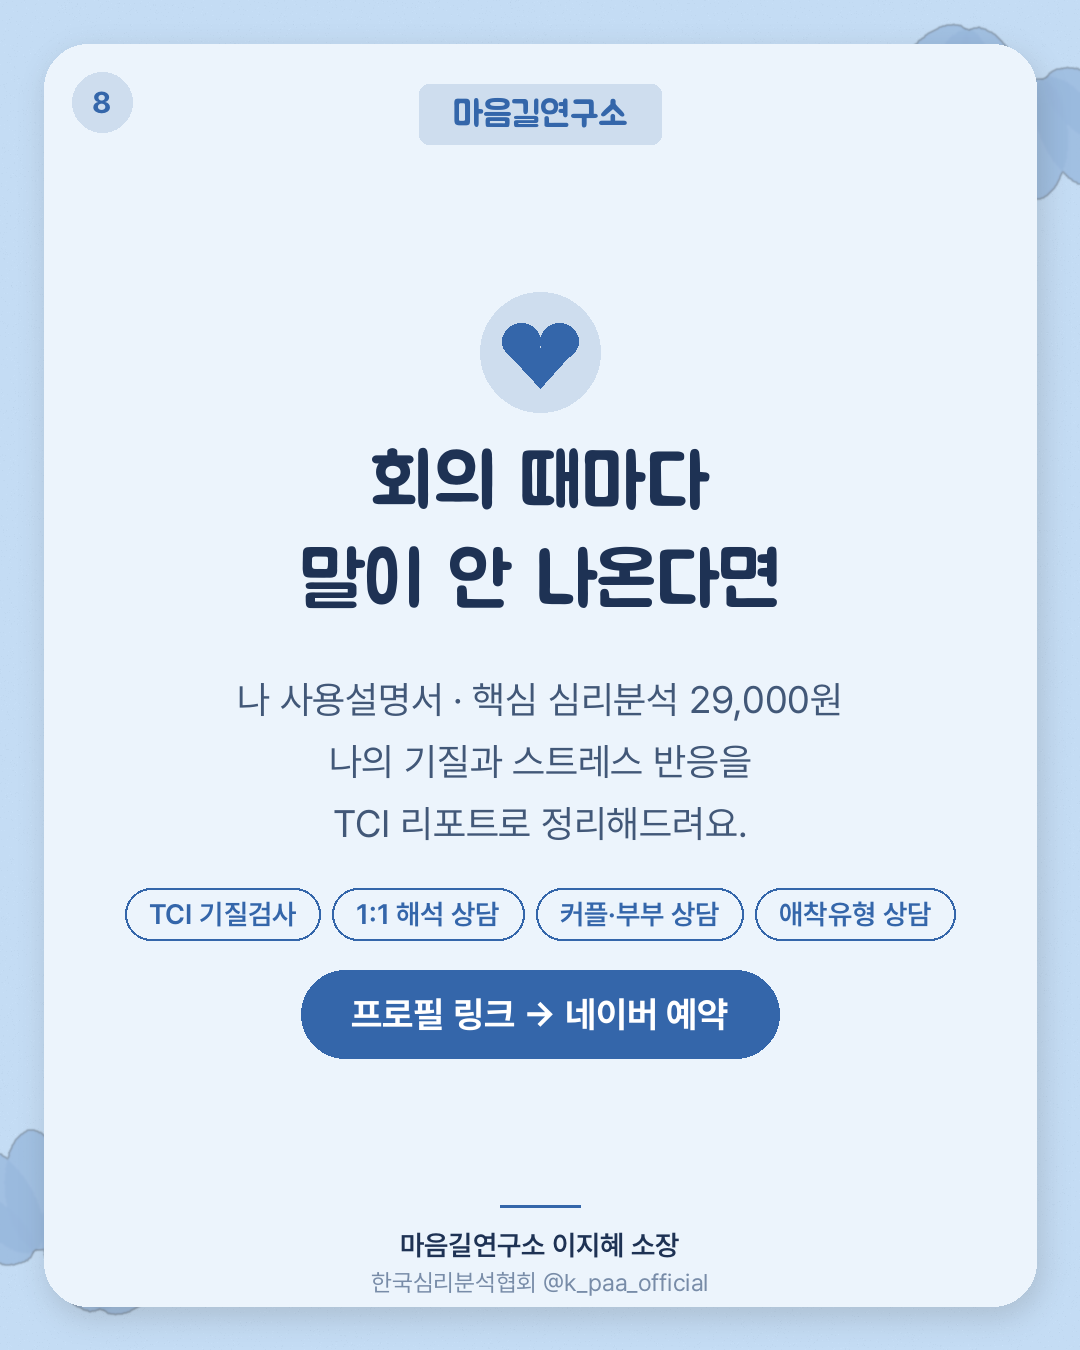 8
마음길연구소
회의 때마다
말이 안 나온다면
나 사용설명서 · 핵심 심리분석 29,000원
나의 기질과 스트레스 반응을
TCI 리포트로 정리해드려요.
TCI 기질검사 1:1 해석 상담 커플·부부 상담 애착유형 상담
프로필 링크 → 네이버 예약
마음길연구소 이지혜 소장
한국심리분석협회 @k_paa_official